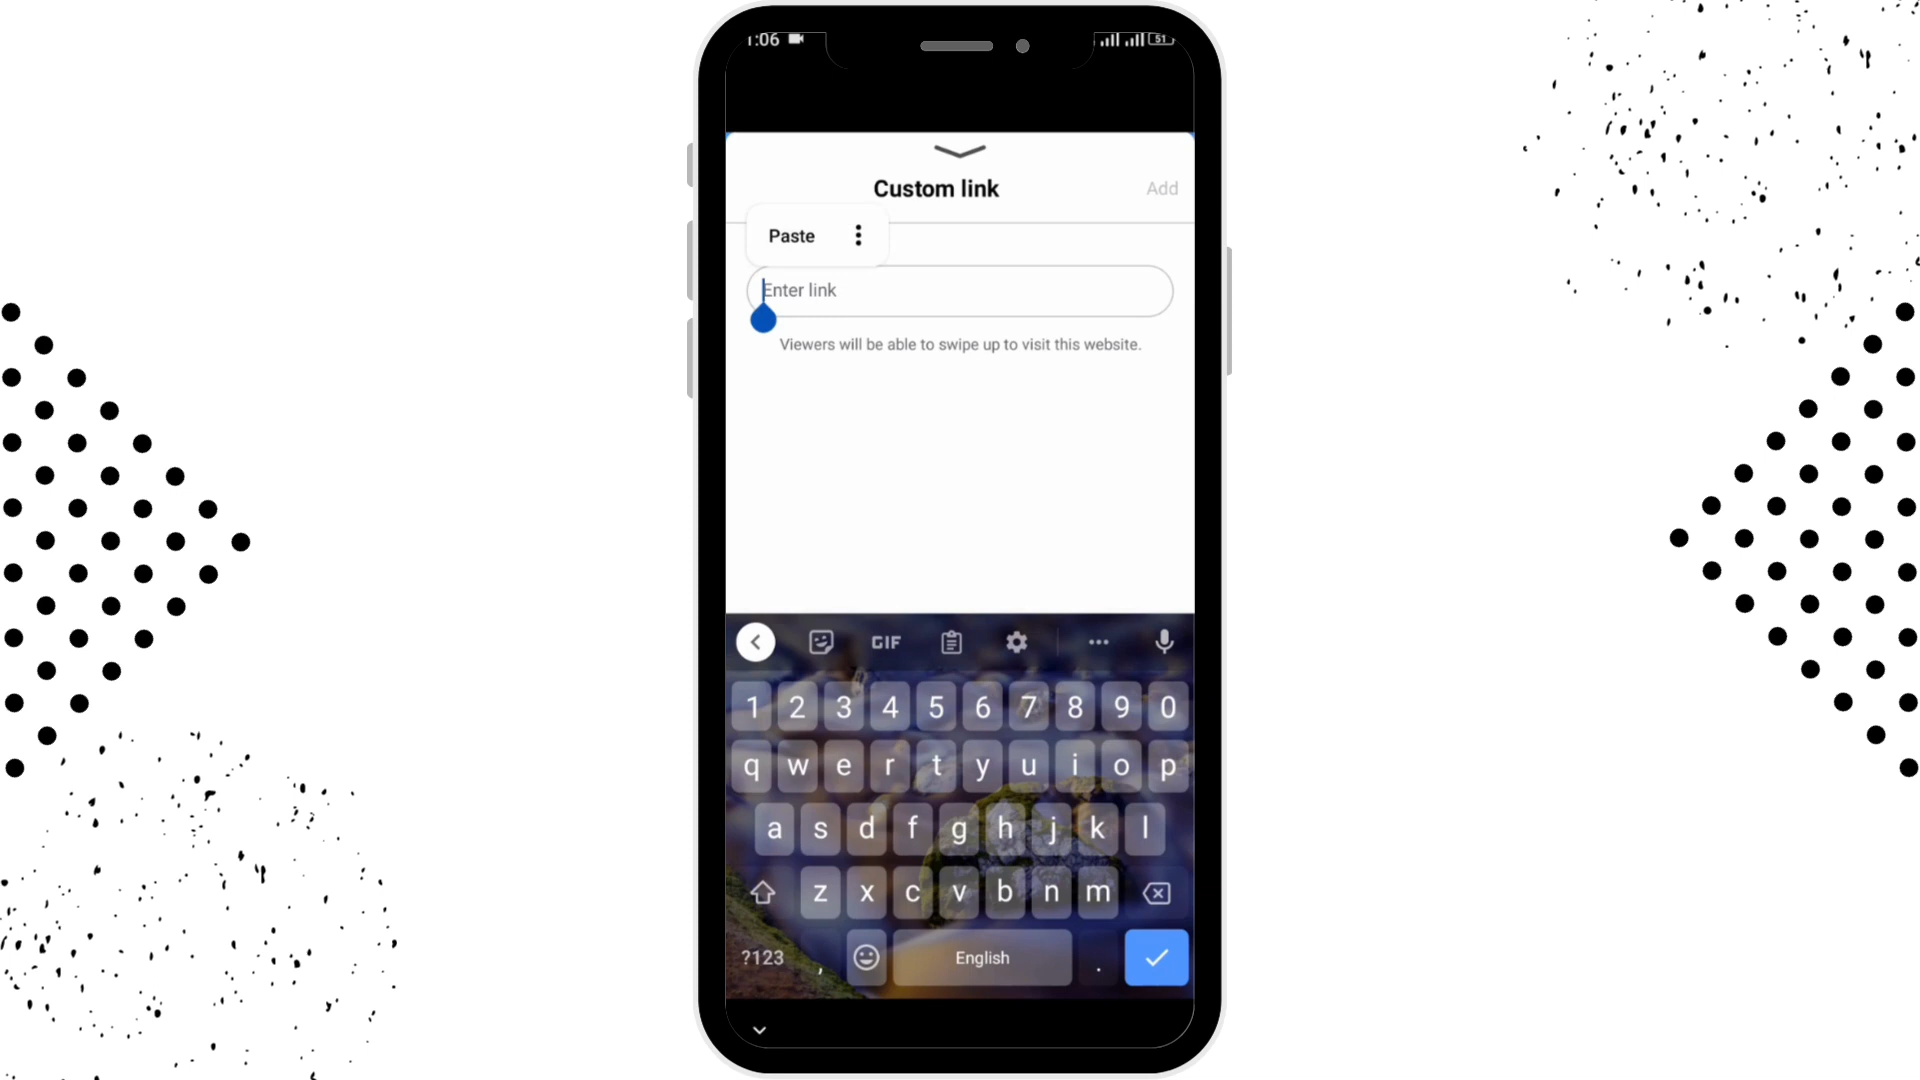 1:06
51
Custom link
Add
Paste
Enter link
Viewers will be able to swipe up to visit this website.
GIF
1 2 3 4 5 6 7 8 9 0
q w e r t y u i o p
a s d f g h j k l
z x c v b n m
?123 , English .